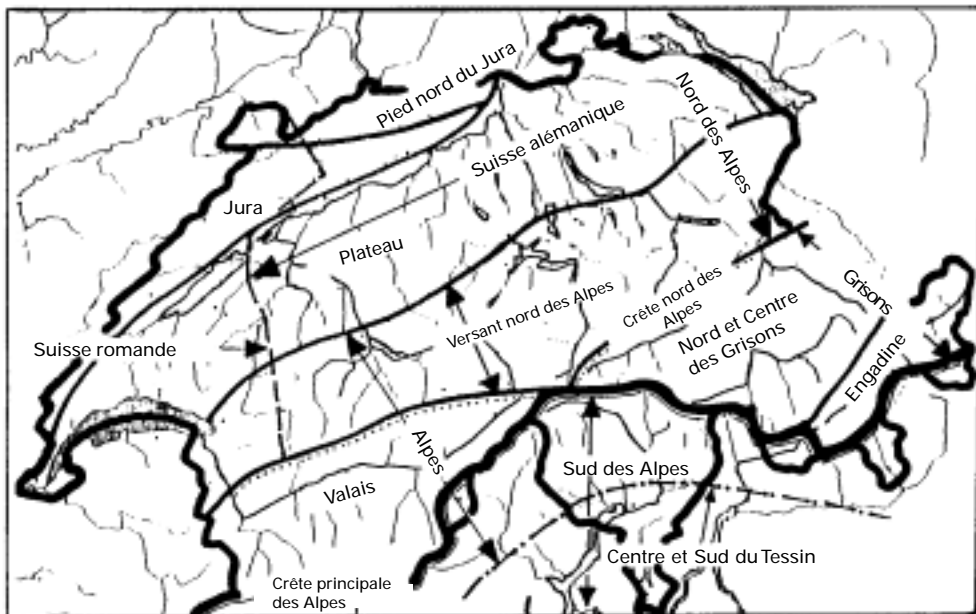 Pied nord du Jura
Nord des Alpes
Suisse alémanique
Jura
Plateau
Crête nord des
Alpes
Grisons
Versant nord des Alpes
Suisse romande
Nord et Centre
des Grisons
Engadine
Alpes
Sud des Alpes
Valais
Centre et Sud du Tessin
Crête principale
des Alpes